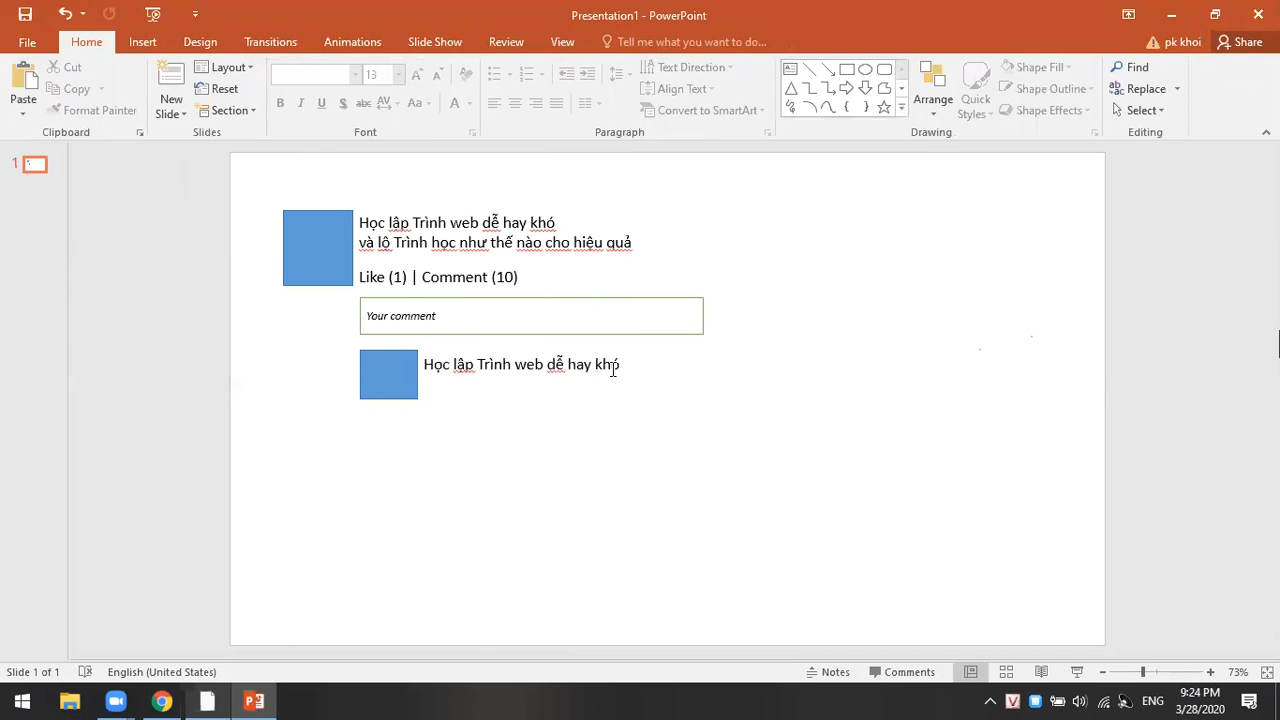 Presentation1 - PowerPoint
File Home Insert Design Transitions Animations Slide Show Review View Tell me what you want to do... pk khoi Share
Paste
Cut
Copy
Format Painter
Clipboard
New Slide
Layout
Reset
Section
Slides
13
B I U S abc AV Aa A
Font
Text Direction
Align Text
Convert to SmartArt
Paragraph
Arrange
Quick Styles
Shape Fill
Shape Outline
Shape Effects
Drawing
Find
Replace
Select
Editing
1
Học lập Trình web dễ hay khó
và lộ Trình học như thế nào cho hiệu quả
Like (1) | Comment (10)
Your comment
Học lập Trình web dễ hay khó
Slide 1 of 1 English (United States) Notes Comments 73%
ENG
9:24 PM
3/28/2020